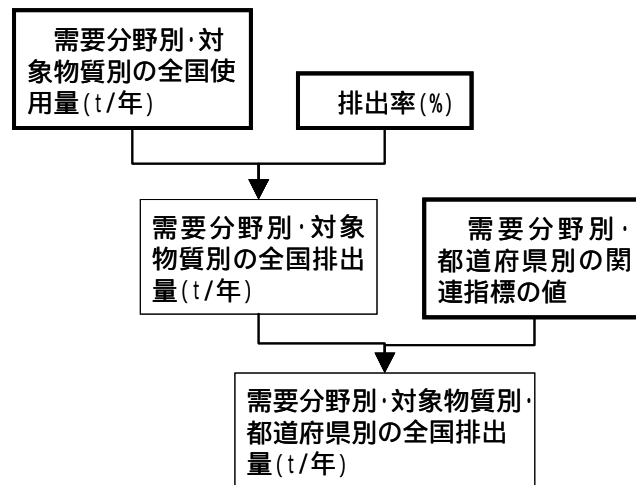 需要分野別・対
象物質別の全国使
用量(t/年)
排出率(%)
需要分野別・対象
物質別の全国排出
量(t/年)
需要分野別・
都道府県別の関
連指標の値
需要分野別・対象物質別・
都道府県別の全国排出
量(t/年)